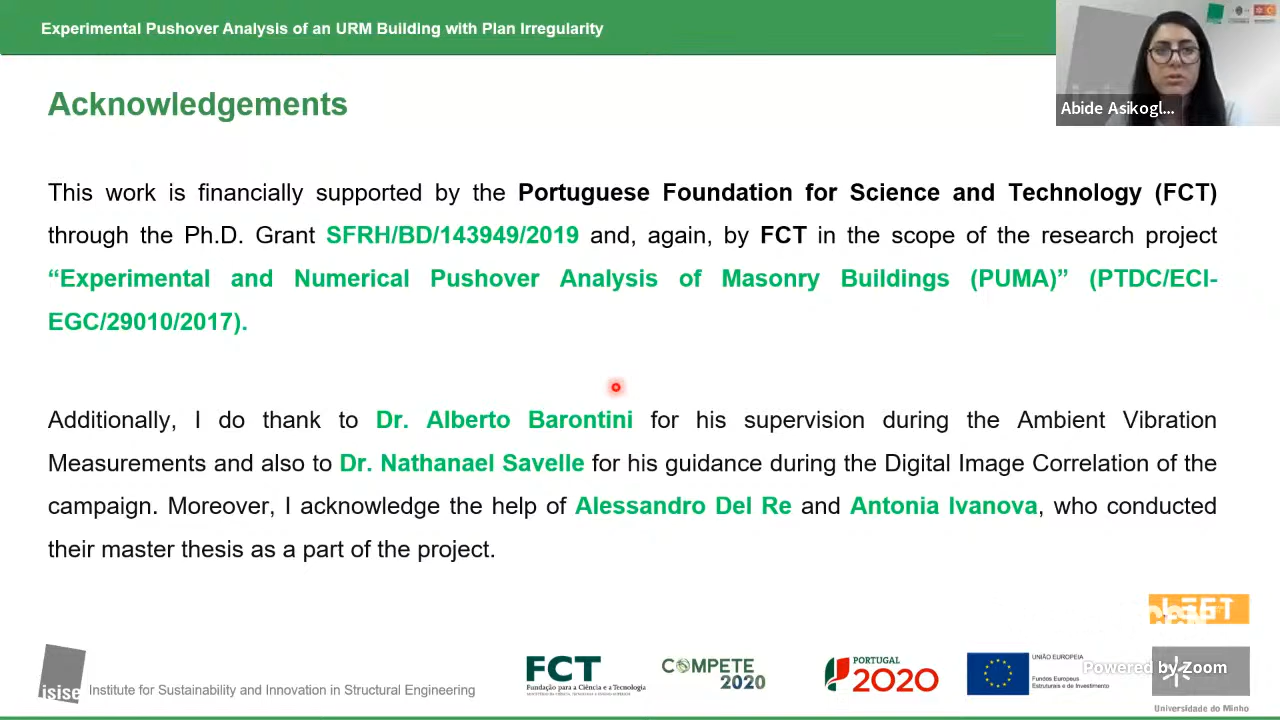 Experimental Pushover Analysis of an URM Building with Plan Irregularity
Abide Asikogl...
Acknowledgements
This work is financially supported by the Portuguese Foundation for Science and Technology (FCT)
through the Ph.D. Grant SFRH/BD/143949/2019 and, again, by FCT in the scope of the research project
“Experimental and Numerical Pushover Analysis of Masonry Buildings (PUMA)” (PTDC/ECI-
EGC/29010/2017).
Additionally, I do thank to Dr. Alberto Barontini for his supervision during the Ambient Vibration
Measurements and also to Dr. Nathanael Savelle for his guidance during the Digital Image Correlation of the
campaign. Moreover, I acknowledge the help of Alessandro Del Re and Antonia Ivanova, who conducted
their master thesis as a part of the project.
isise
Institute for Sustainability and Innovation in Structural Engineering
FCT
Fundação para a Ciência e a Tecnologia
COMPETE
2020
PORTUGAL
2020
UNIÃO EUROPEIA
Fundos Europeus
Estruturais e de Investimento
Powered by Zoom
Universidade do Minho